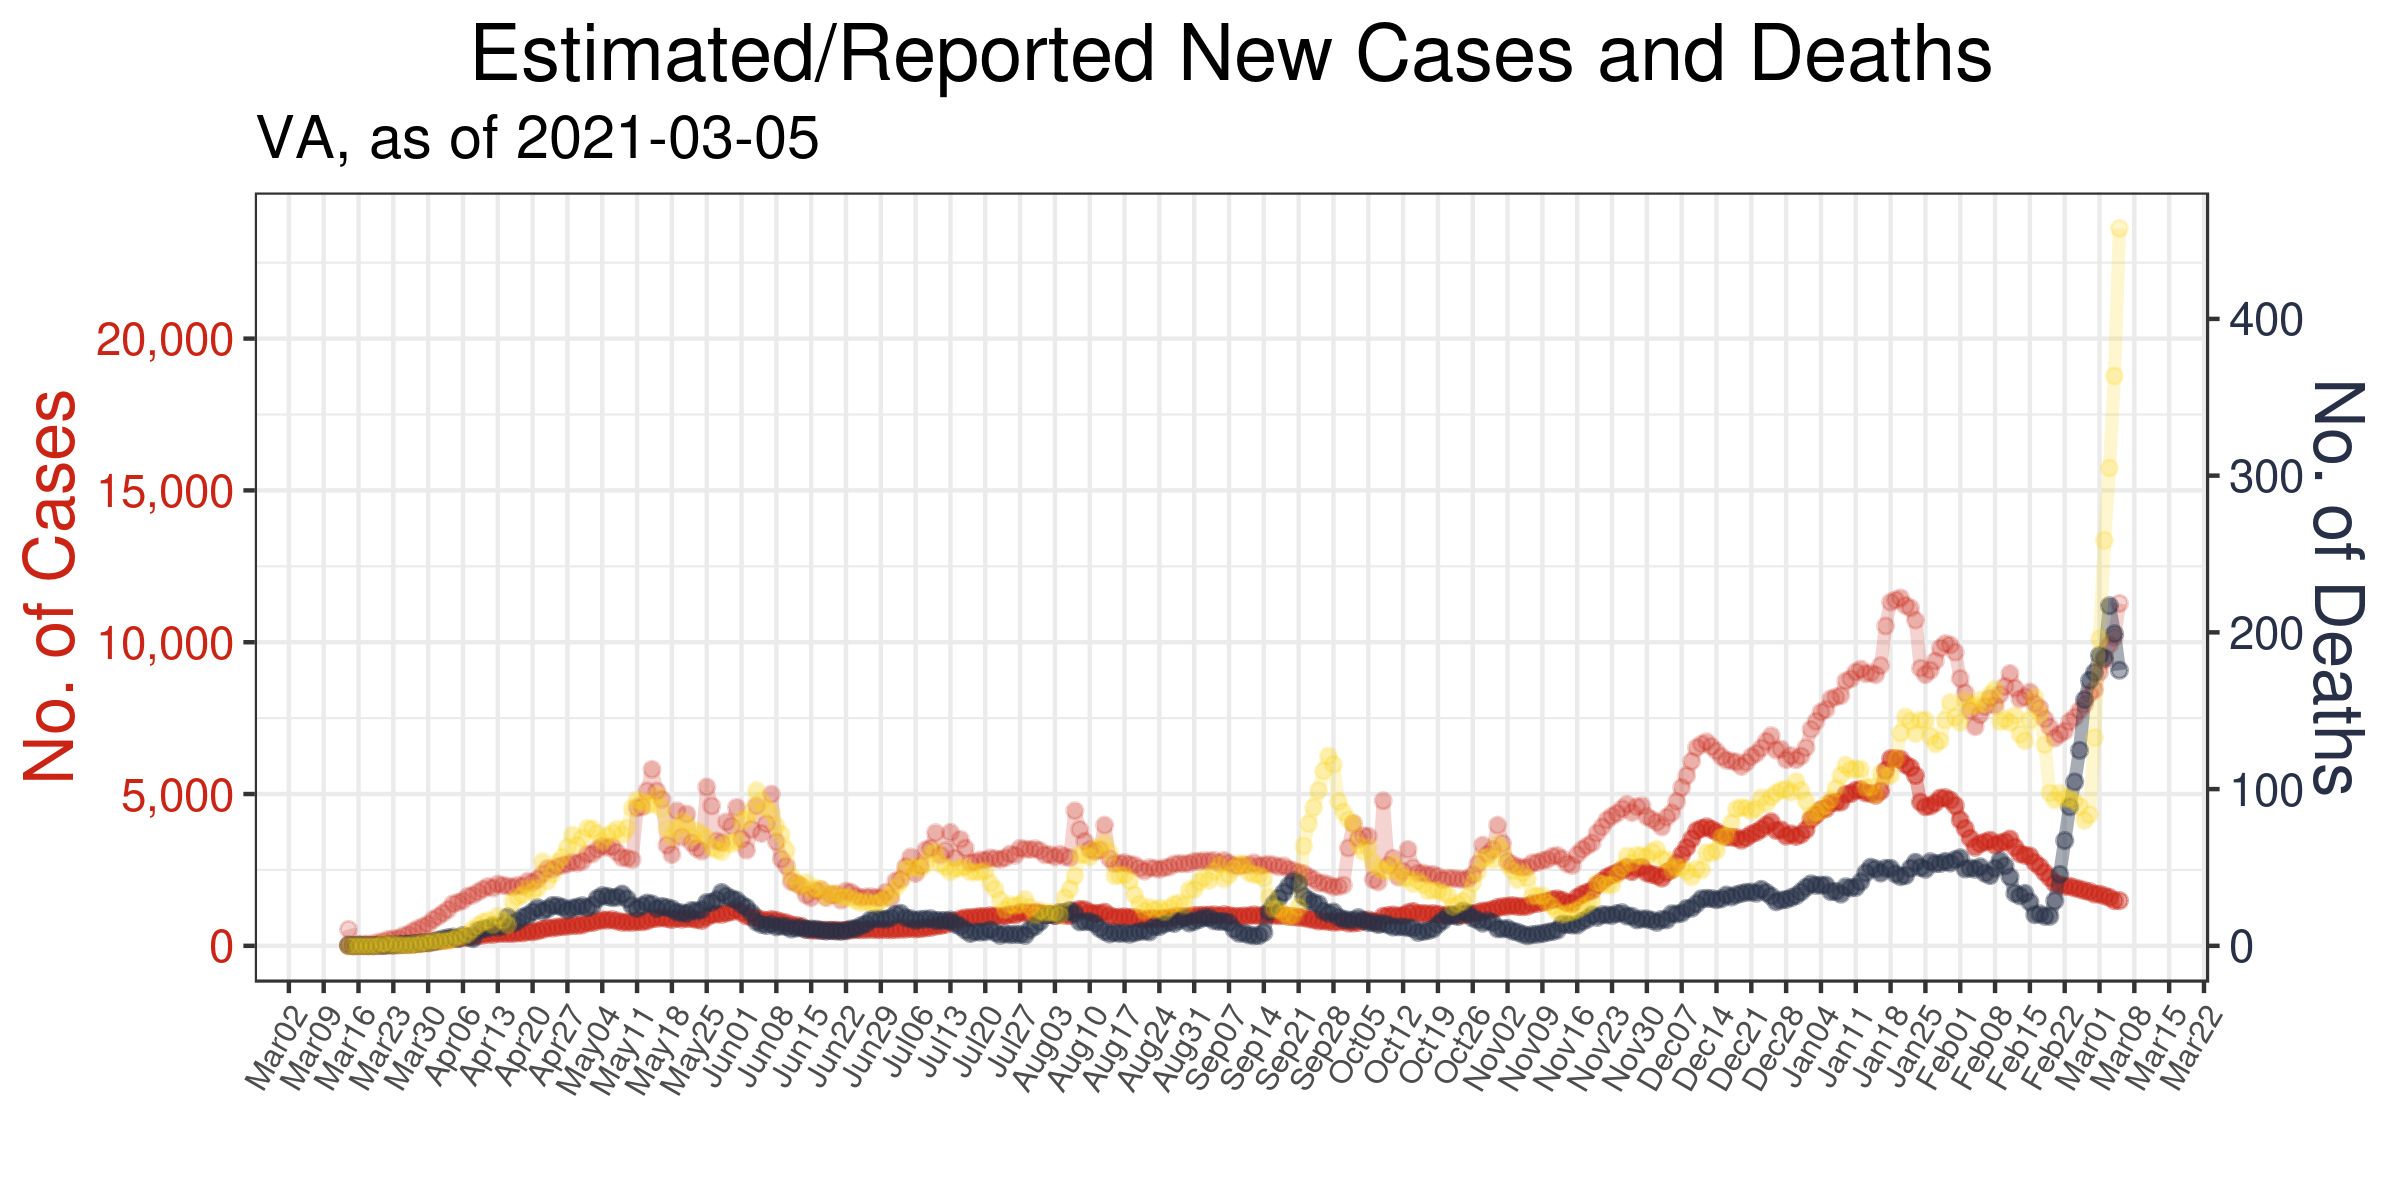 Estimated/Reported New Cases and Deaths
VA, as of 2021-03-05
No. of Cases
20,000
15,000
10,000
5,000
0
400
300
200
100
0
No. of Deaths
Mar02
Mar09
Mar16
Mar23
Mar30
Apr06
Apr13
Apr20
Apr27
May04
May11
May18
May25
Jun01
Jun08
Jun15
Jun22
Jun29
Jul06
Jul13
Jul20
Jul27
Aug03
Aug10
Aug17
Aug24
Aug31
Sep07
Sep14
Sep21
Sep28
Oct05
Oct12
Oct19
Oct26
Nov02
Nov09
Nov16
Nov23
Nov30
Dec07
Dec14
Dec21
Dec28
Dec04
Jan11
Jan18
Jan25
Feb01
Feb08
Feb15
Feb22
Mar01
Mar08
Mar15
Mar22